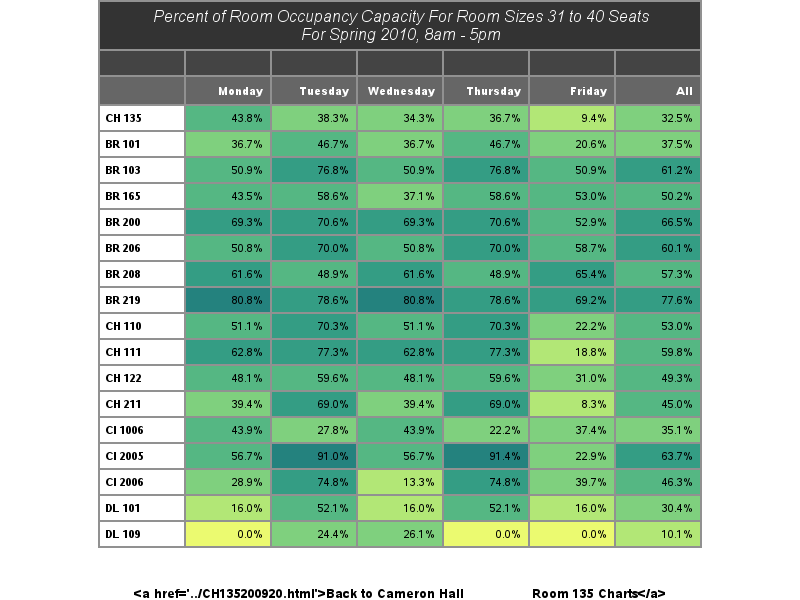 Percent of Room Occupancy Capacity For Room Sizes 31 to 40 Seats
For Spring 2010, 8am - 5pm
Monday Tuesday Wednesday Thursday Friday All
CH 135 43.8% 38.3% 34.3% 36.7% 9.4% 32.5%
BR 101 36.7% 46.7% 36.7% 46.7% 20.6% 37.5%
BR 103 50.9% 76.8% 50.9% 76.8% 50.9% 61.2%
BR 165 43.5% 58.6% 37.1% 58.6% 53.0% 50.2%
BR 200 69.3% 70.6% 69.3% 70.6% 52.9% 66.5%
BR 206 50.8% 70.0% 50.8% 70.0% 58.7% 60.1%
BR 208 61.6% 48.9% 61.6% 48.9% 65.4% 57.3%
BR 219 80.8% 78.6% 80.8% 78.6% 69.2% 77.6%
CH 110 51.1% 70.3% 51.1% 70.3% 22.2% 53.0%
CH 111 62.8% 77.3% 62.8% 77.3% 18.8% 59.8%
CH 122 48.1% 59.6% 48.1% 59.6% 31.0% 49.3%
CH 211 39.4% 69.0% 39.4% 69.0% 8.3% 45.0%
CI 1006 43.9% 27.8% 43.9% 22.2% 37.4% 35.1%
CI 2005 56.7% 91.0% 56.7% 91.4% 22.9% 63.7%
CI 2006 28.9% 74.8% 13.3% 74.8% 39.7% 46.3%
DL 101 16.0% 52.1% 16.0% 52.1% 16.0% 30.4%
DL 109 0.0% 24.4% 26.1% 0.0% 0.0% 10.1%
<a href='../CH135200920.html'>Back to Cameron Hall Room 135 Charts</a>